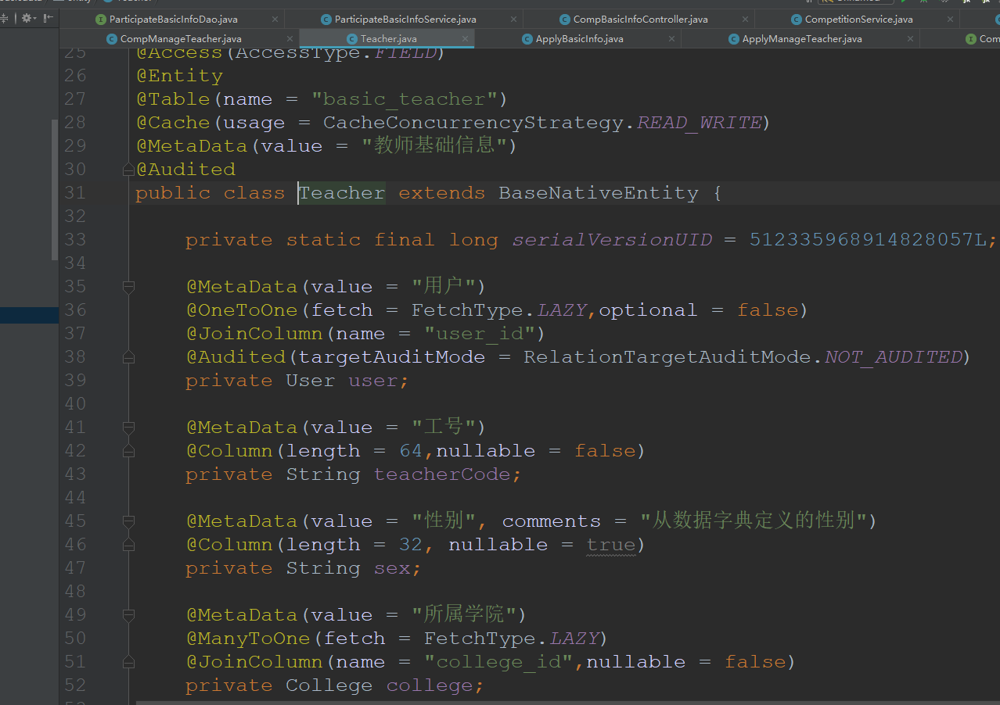 ParticipateBasicInfoDao.java ParticipateBasicInfoService.java CompBasicInfoController.java CompetitionService.java
CompManageTeacher.java Teacher.java ApplyBasicInfo.java ApplyManageTeacher.java Com
25 @Access(AccessType.FIELD)
26 @Entity
27 @Table(name = "basic_teacher")
28 @Cache(usage = CacheConcurrencyStrategy.READ_WRITE)
29 @MetaData(value = "教师基础信息")
30 @Audited
31 public class Teacher extends BaseNativeEntity {
32
33 private static final long serialVersionUID = 512335968914828057L;
34
35 @MetaData(value = "用户")
36 @OneToOne(fetch = FetchType.LAZY,optional = false)
37 @JoinColumn(name = "user_id")
38 @Audited(targetAuditMode = RelationTargetAuditMode.NOT_AUDITED)
39 private User user;
40
41 @MetaData(value = "工号")
42 @Column(length = 64,nullable = false)
43 private String teacherCode;
44
45 @MetaData(value = "性别", comments = "从数据字典定义的性别")
46 @Column(length = 32, nullable = true)
47 private String sex;
48
49 @MetaData(value = "所属学院")
50 @ManyToOne(fetch = FetchType.LAZY)
51 @JoinColumn(name = "college_id",nullable = false)
52 private College college;